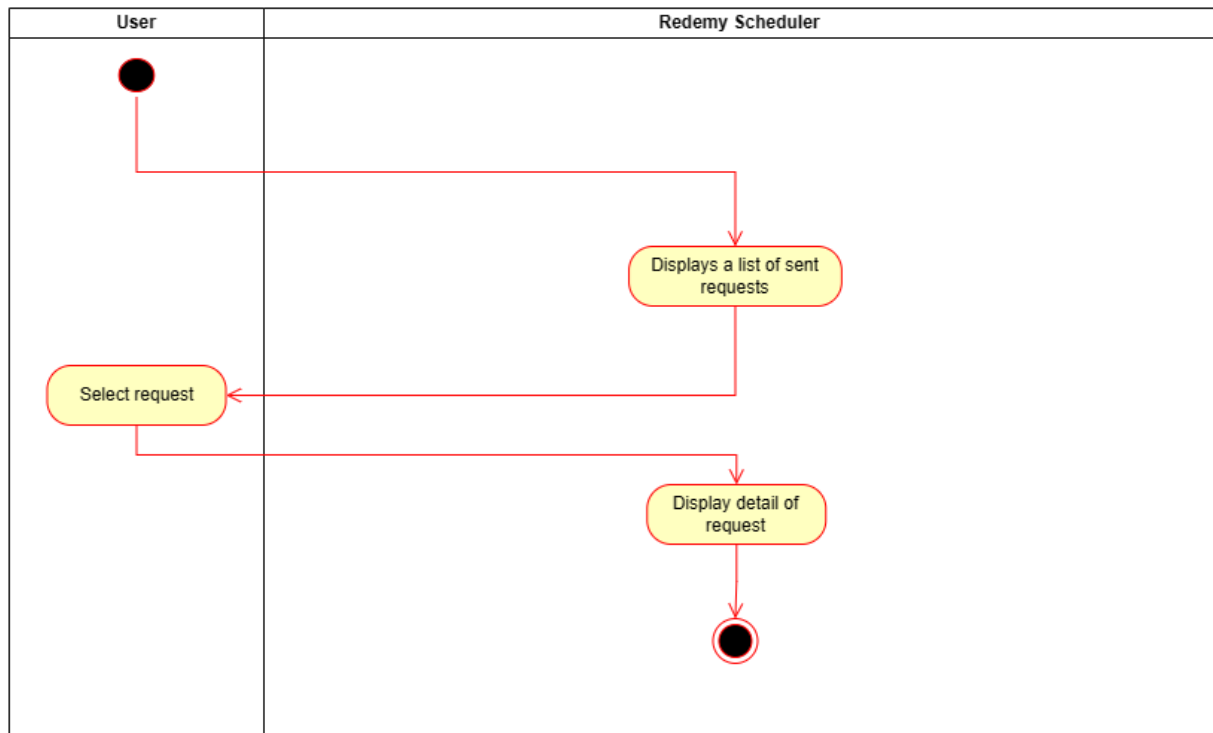 User
Redemy Scheduler
Displays a list of sent
requests
Select request
Display detail of
request